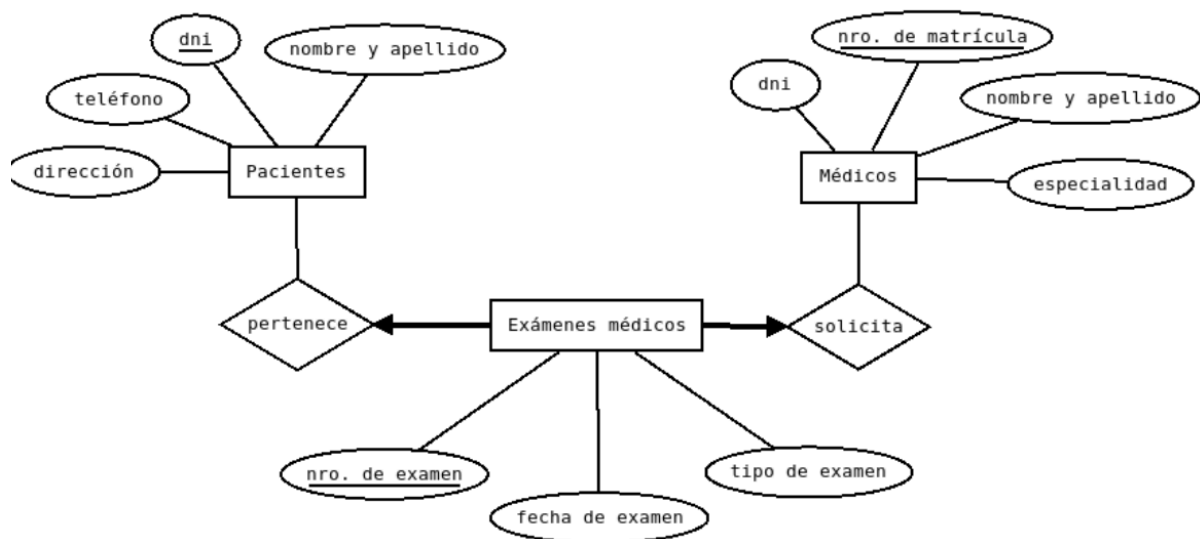 dni
nombre y apellido
teléfono
dirección
Pacientes
nro. de matrícula
dni
nombre y apellido
Médicos
especialidad
pertenece
Exámenes médicos
solicita
nro. de examen
fecha de examen
tipo de examen